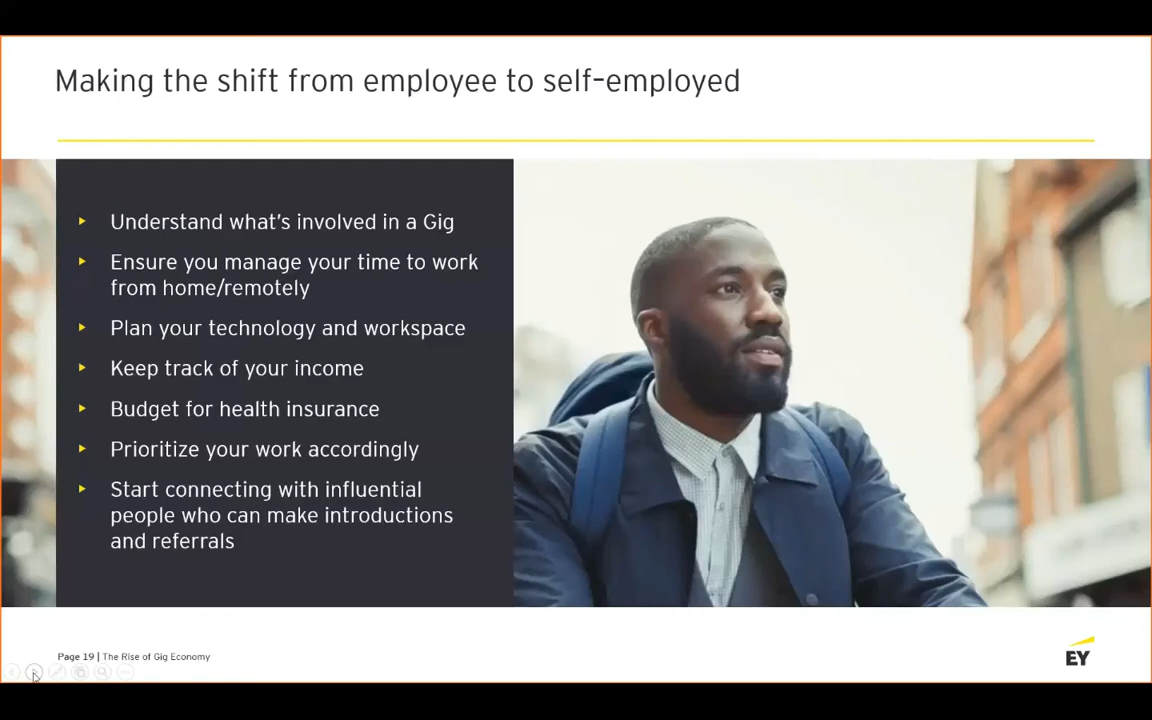 Making the shift from employee to self-employed
Understand what's involved in a Gig
Ensure you manage your time to work
from home/remotely
Plan your technology and workspace
Keep track of your income
Budget for health insurance
Prioritize your work accordingly
Start connecting with influential
people who can make introductions
and referrals
Page 19 | The Rise of Gig Economy
EY